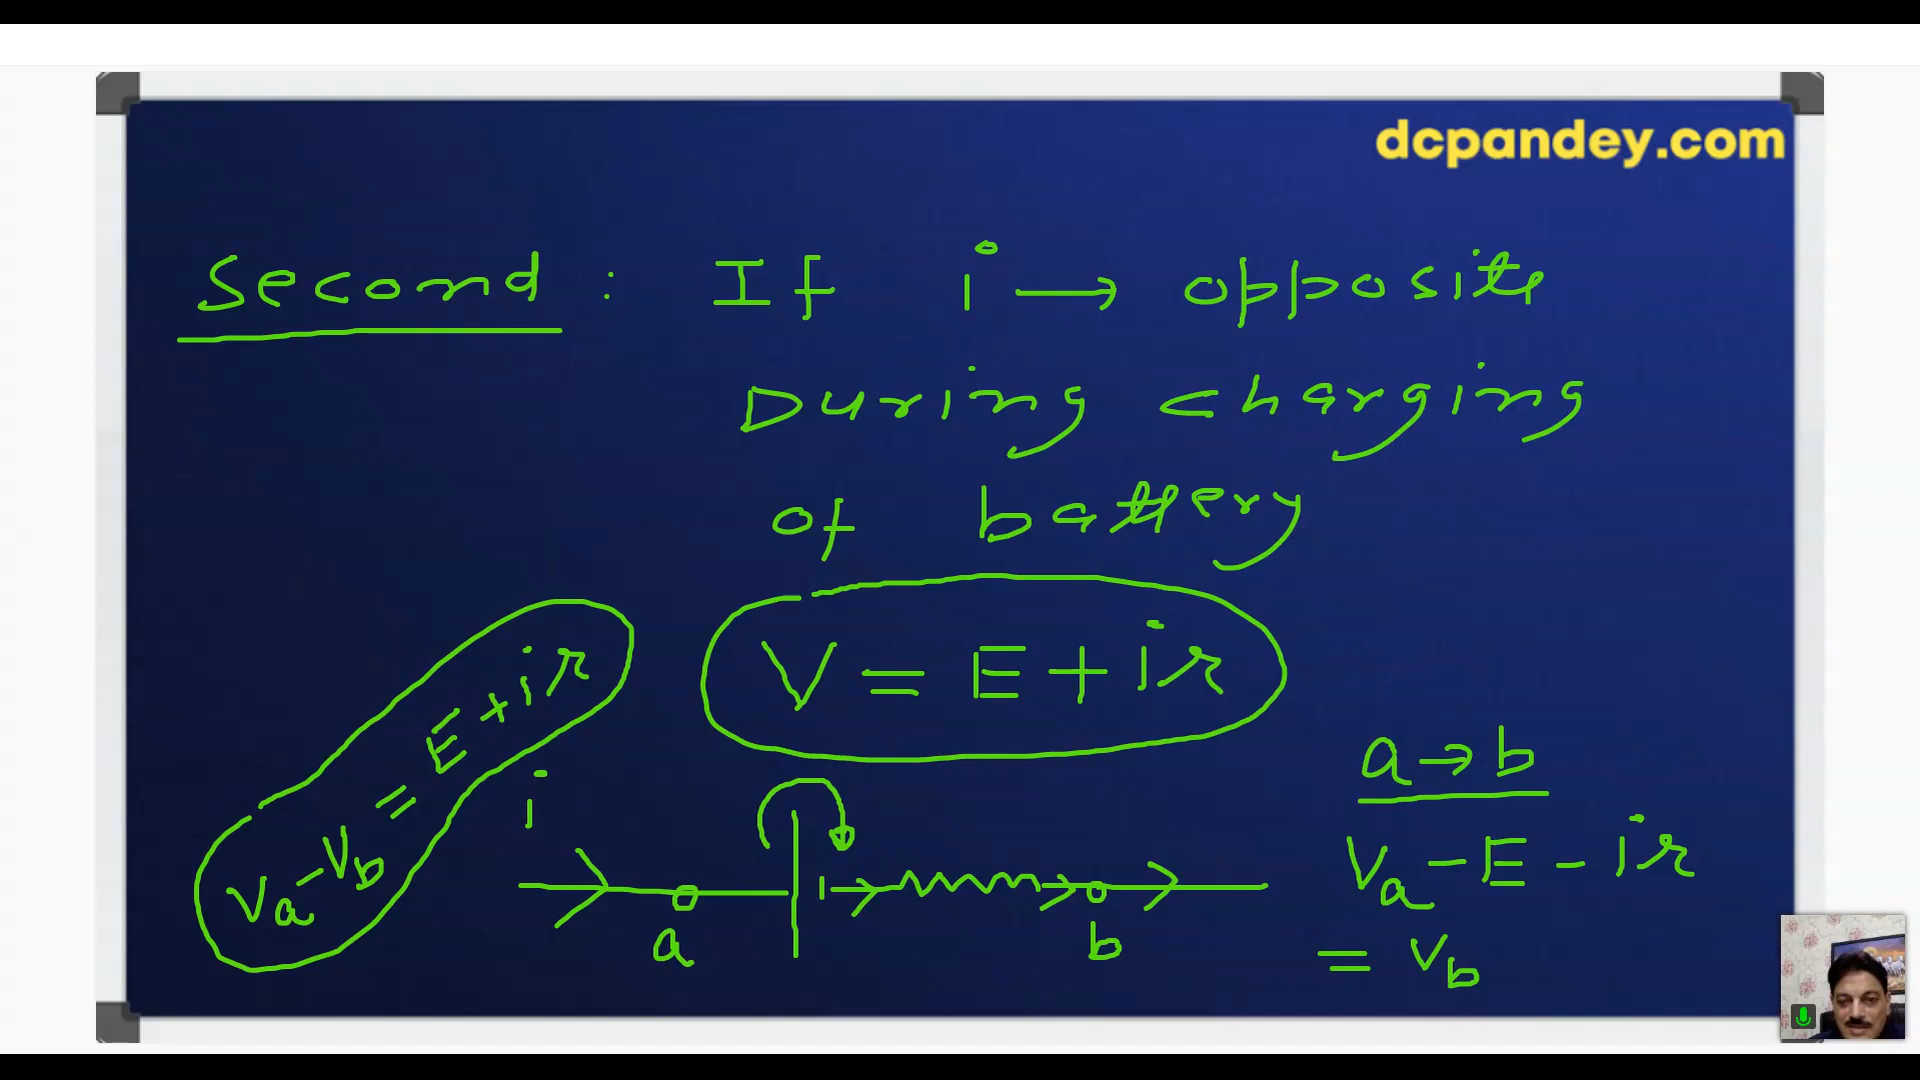 dcpandey.com
Second : If i → opposite
During charging
of battery
V = E + ir
Va - Vb = E + ir
a → b
Va - E - ir
= Vb
i
a
b